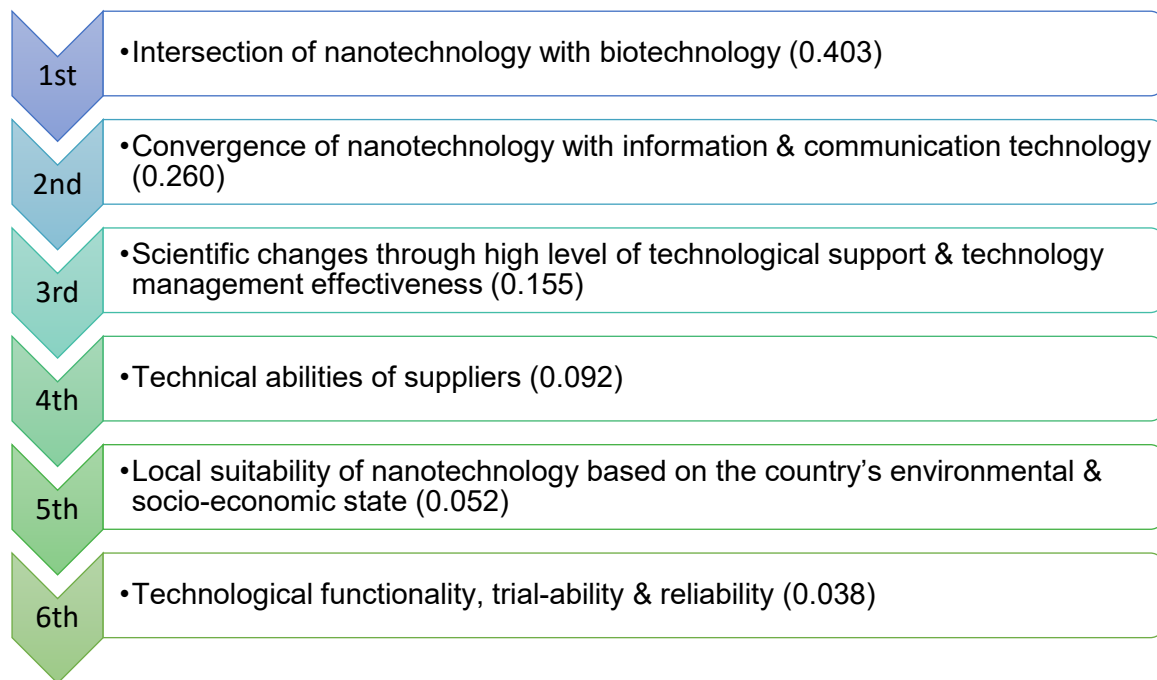 1st
•Intersection of nanotechnology with biotechnology (0.403)
2nd
•Convergence of nanotechnology with information & communication technology
(0.260)
3rd
•Scientific changes through high level of technological support & technology
management effectiveness (0.155)
4th
•Technical abilities of suppliers (0.092)
5th
•Local suitability of nanotechnology based on the country’s environmental &
socio-economic state (0.052)
6th
•Technological functionality, trial-ability & reliability (0.038)